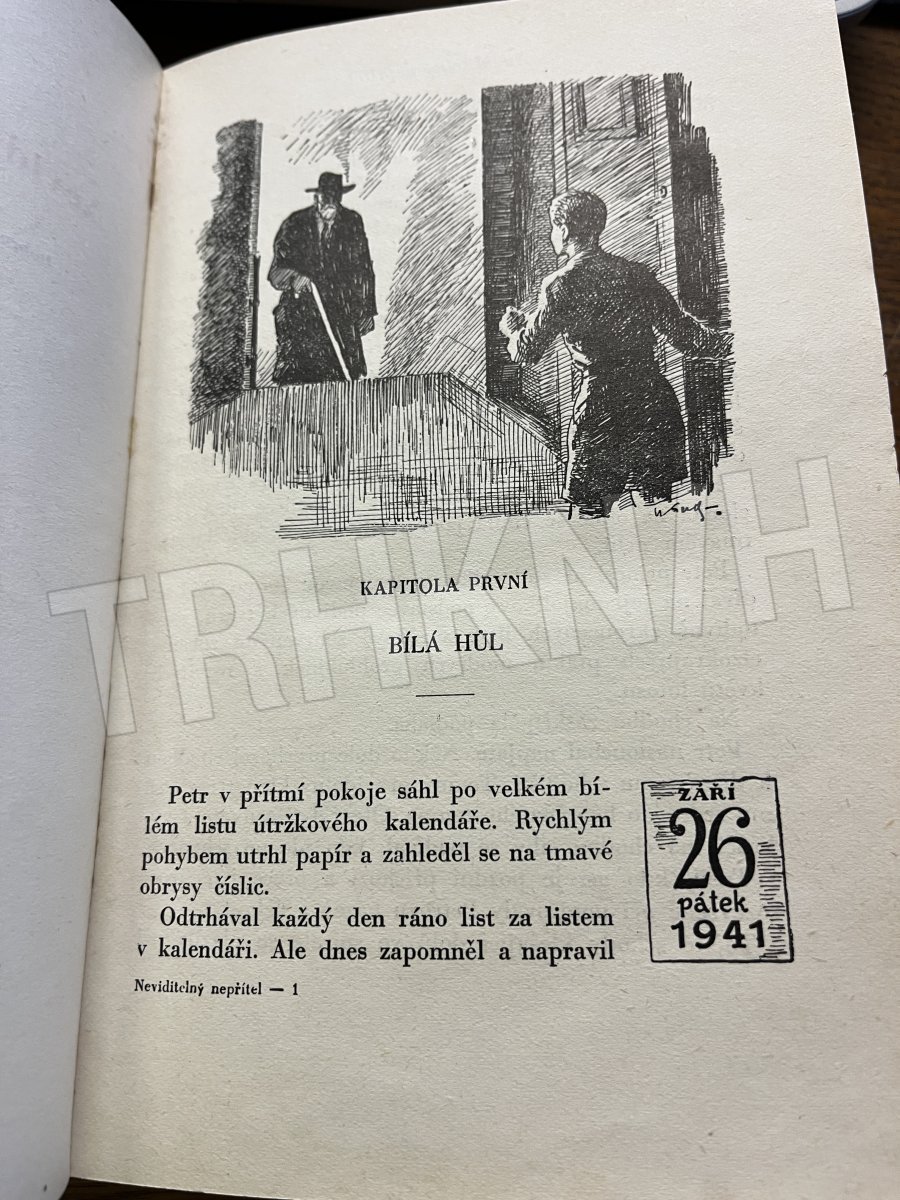 KAPITOLA PRVNÍ
BÍLÁ HŮL
Petr v přítmí pokoje sáhl po velkém bí-
lém listu útržkového kalendáře. Rychlým
pohybem utrhl papír a zahleděl se na tmavé
obrysy číslic.
Odtrhával každý den ráno list za listem
v kalendáři. Ale dnes zapomněl a napravil
ZÁŘÍ
26
pátek
1941
Neviditelný nepřítel — 1
TRHKNIH